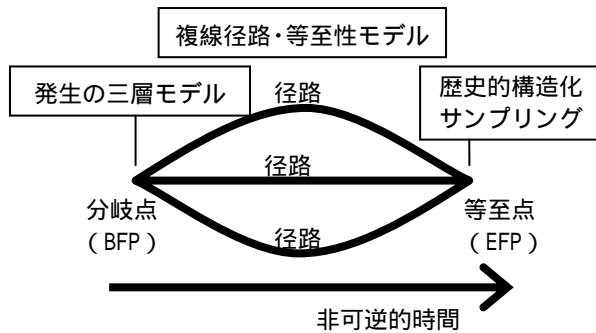 複線径路・等至性モデル
発生の三層モデル
歴史的構造化
サンプリング
径路
径路
径路
分岐点
（BFP）
等至点
（EFP）
非可逆的時間